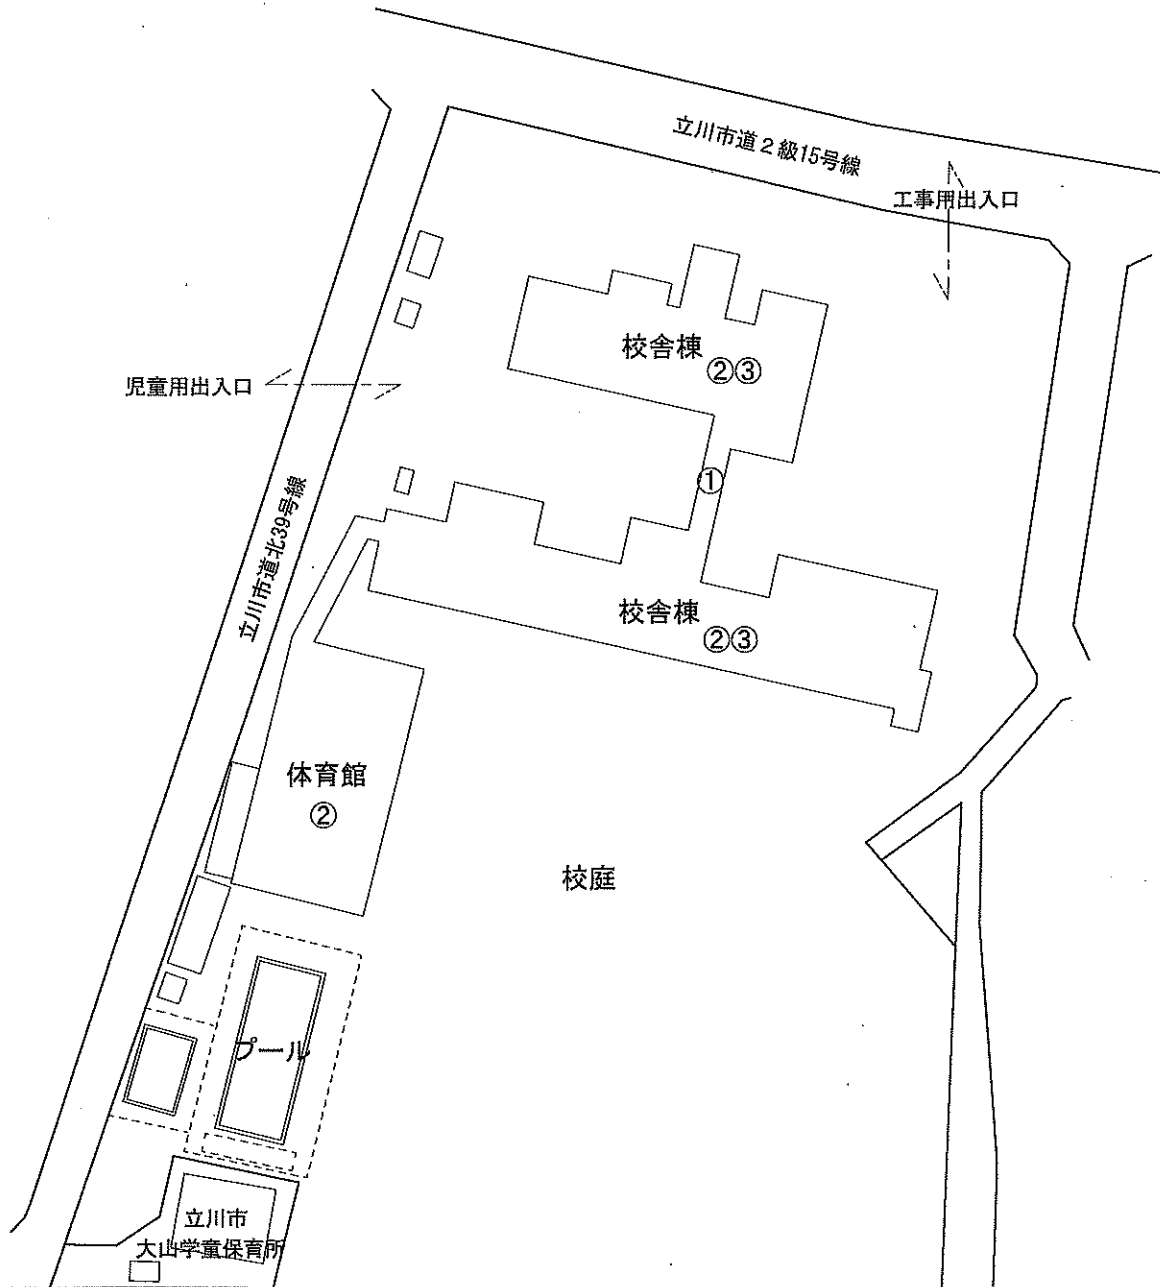 立川市道2級15号線
工事用出入口
校舎棟
②③
児童用出入口
①
立川市道北39号線
校舎棟
②③
体育館
②
校庭
プール
立川市
大山学童保育所